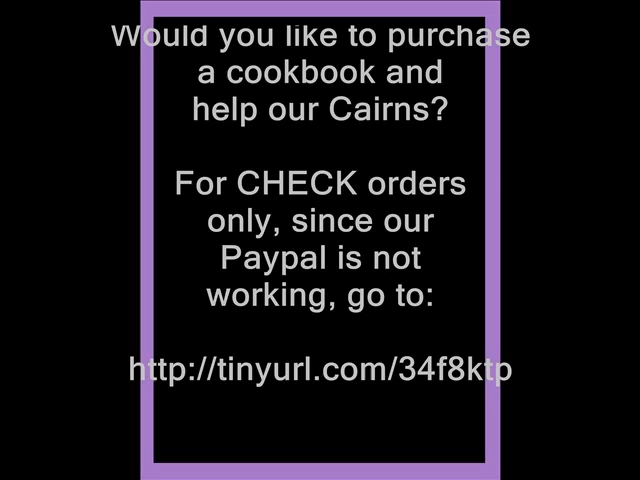 Would you like to purchase
a cookbook and
help our Cairns?
For CHECK orders
only, since our
Paypal is not
working, go to:
http://tinyurl.com/34f8ktp